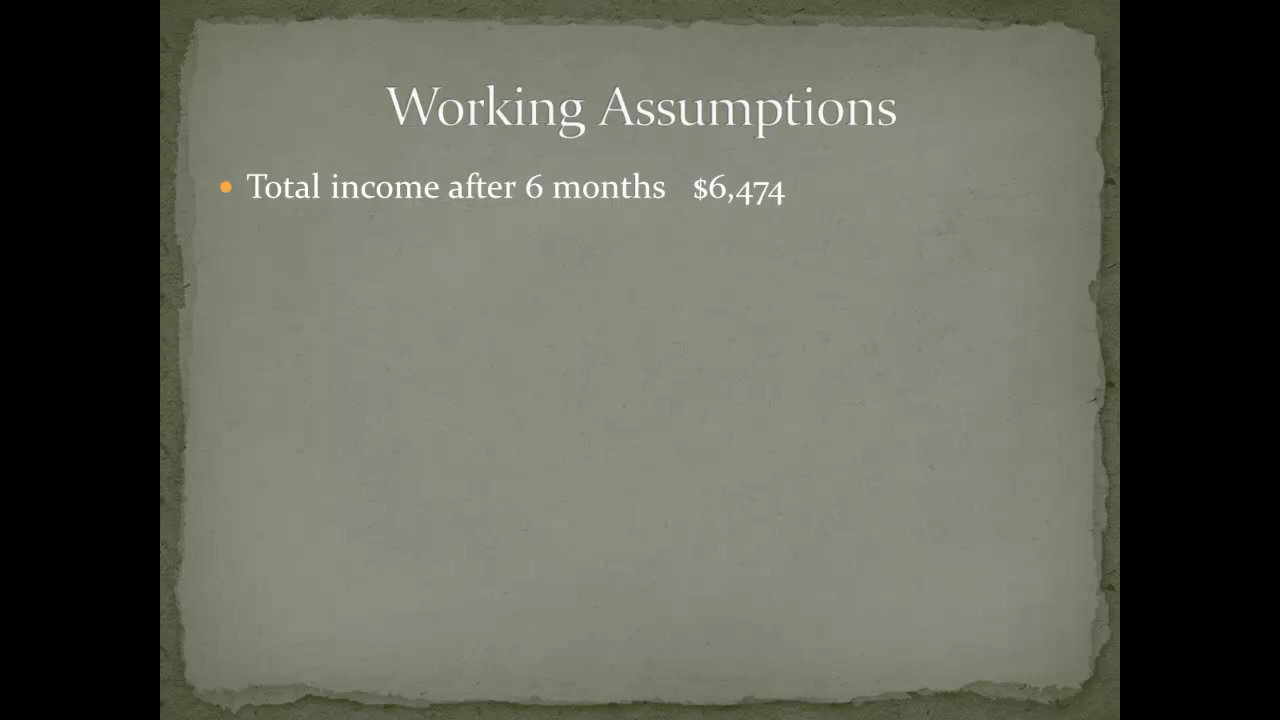 Working Assumptions
• Total income after 6 months $6,474